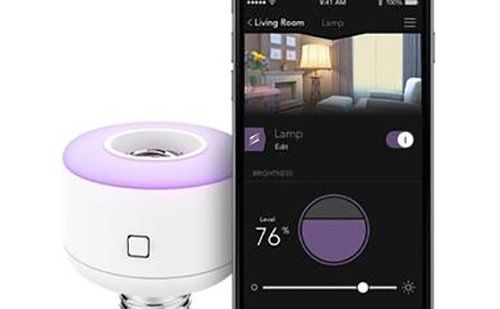 9:41 AM
100%
Living Room
Lamp
Lamp
Edit
BRIGHTNESS
Level
76%